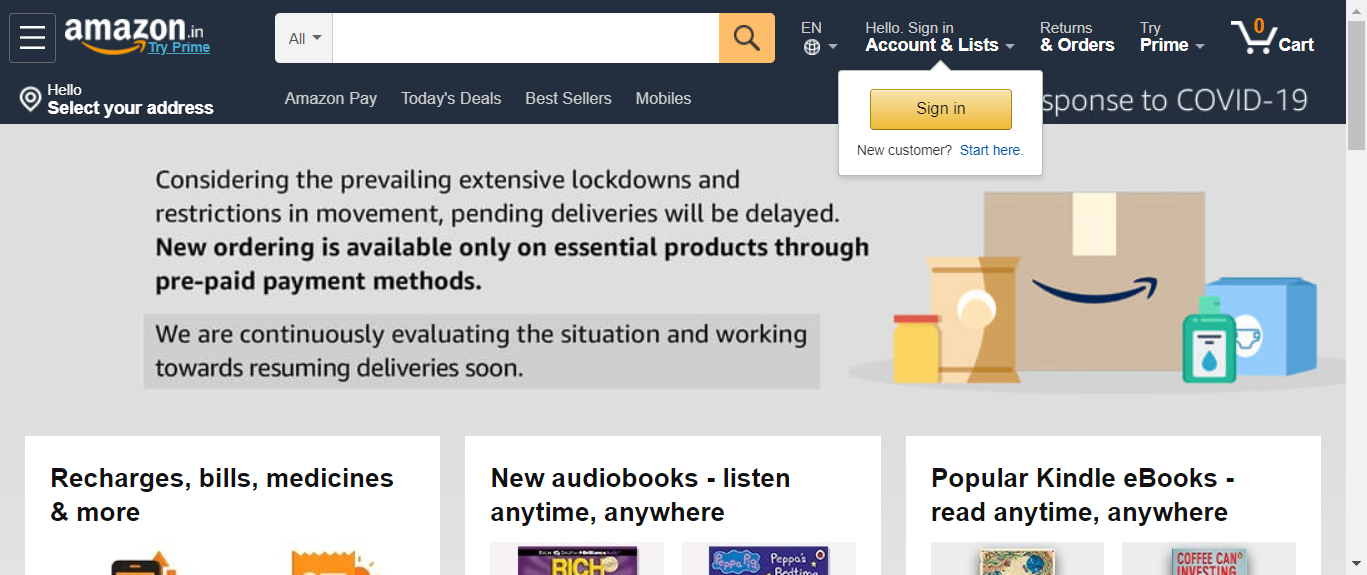 amazon.in
Try Prime
All
EN
Hello. Sign in
Account & Lists
Returns
& Orders
Try
Prime
0
Cart
Hello
Select your address
Amazon Pay
Today's Deals
Best Sellers
Mobiles
sponse to COVID-19
Sign in
New customer? Start here.
Considering the prevailing extensive lockdowns and
restrictions in movement, pending deliveries will be delayed.
New ordering is available only on essential products through
pre-paid payment methods.
We are continuously evaluating the situation and working
towards resuming deliveries soon.
Recharges, bills, medicines
& more
New audiobooks - listen
anytime, anywhere
RICH
Peppa Pig
Peppa's
Bedtime
Popular Kindle eBooks -
read anytime, anywhere
COFFEE CAN
INVESTING